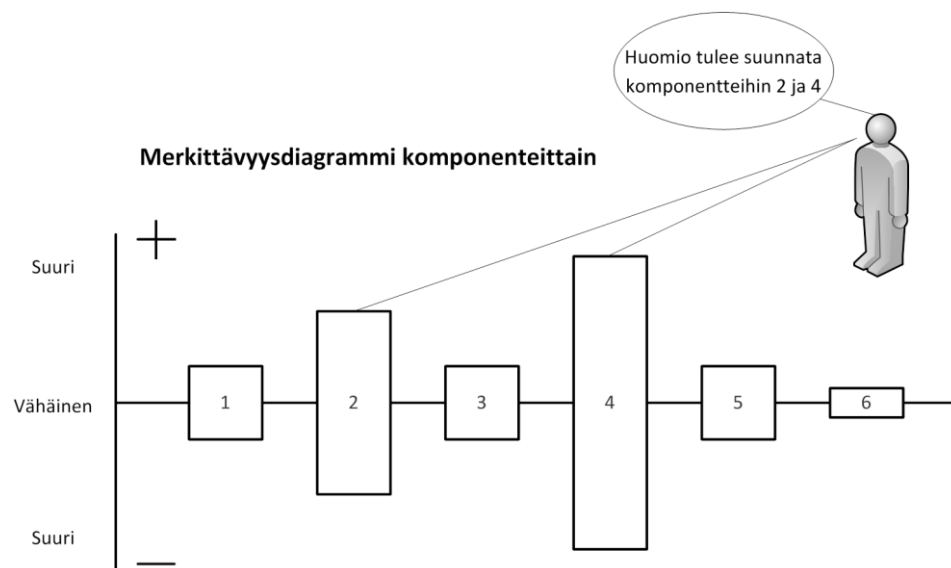 Huomio tulee suunnata
komponentteihin 2 ja 4
Merkittävyysdiagrammi komponenteittain
+
Suuri
Vähäinen
1
2
3
4
5
6
Suuri
—